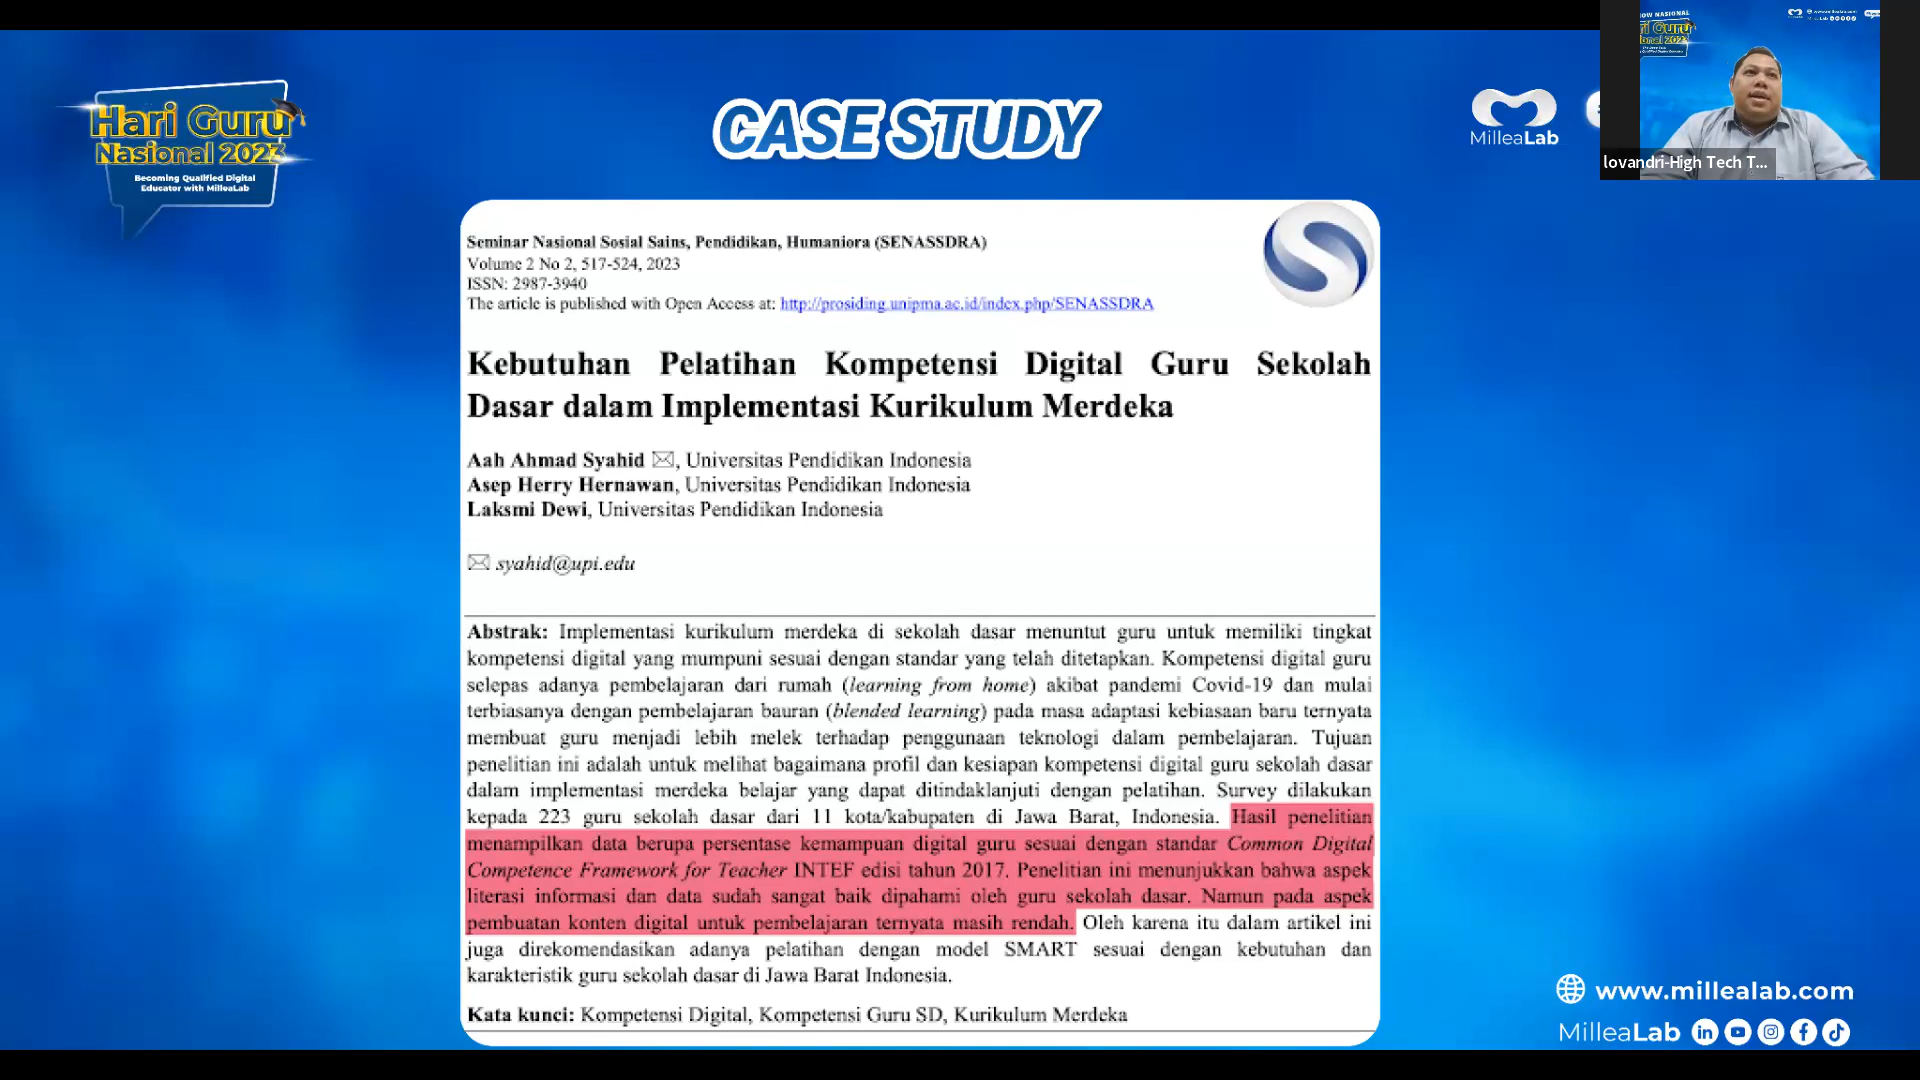 Hari Guru
Nasional 2023
Becoming Qualified Digital
Educator with MilleaLab
CASE STUDY
MilleaLab
lovandri-High Tech T...
Seminar Nasional Sosial Sains, Pendidikan, Humaniora (SENASSDRA)
Volume 2 No 2, 517-524, 2023
ISSN: 2987-3940
The article is published with Open Access at: http://prosiding.unipma.ac.id/index.php/SENASSDRA
Kebutuhan Pelatihan Kompetensi Digital Guru Sekolah
Dasar dalam Implementasi Kurikulum Merdeka
Aah Ahmad Syahid ✉, Universitas Pendidikan Indonesia
Asep Herry Hernawan, Universitas Pendidikan Indonesia
Laksmi Dewi, Universitas Pendidikan Indonesia
✉ syahid@upi.edu
Abstrak: Implementasi kurikulum merdeka di sekolah dasar menuntut guru untuk memiliki tingkat
kompetensi digital yang mumpuni sesuai dengan standar yang telah ditetapkan. Kompetensi digital guru
selepas adanya pembelajaran dari rumah (learning from home) akibat pandemi Covid-19 dan mulai
terbiasanya dengan pembelajaran bauran (blended learning) pada masa adaptasi kebiasaan baru ternyata
membuat guru menjadi lebih melek terhadap penggunaan teknologi dalam pembelajaran. Tujuan
penelitian ini adalah untuk melihat bagaimana profil dan kesiapan kompetensi digital guru sekolah dasar
dalam implementasi merdeka belajar yang dapat ditindaklanjuti dengan pelatihan. Survey dilakukan
kepada 223 guru sekolah dasar dari 11 kota/kabupaten di Jawa Barat, Indonesia. Hasil penelitian
menampilkan data berupa persentase kemampuan digital guru sesuai dengan standar Common Digital
Competence Framework for Teacher INTEF edisi tahun 2017. Penelitian ini menunjukkan bahwa aspek
literasi informasi dan data sudah sangat baik dipahami oleh guru sekolah dasar. Namun pada aspek
pembuatan konten digital untuk pembelajaran ternyata masih rendah. Oleh karena itu dalam artikel ini
juga direkomendasikan adanya pelatihan dengan model SMART sesuai dengan kebutuhan dan
karakteristik guru sekolah dasar di Jawa Barat Indonesia.
Kata kunci: Kompetensi Digital, Kompetensi Guru SD, Kurikulum Merdeka
www.millealab.com
MilleaLab